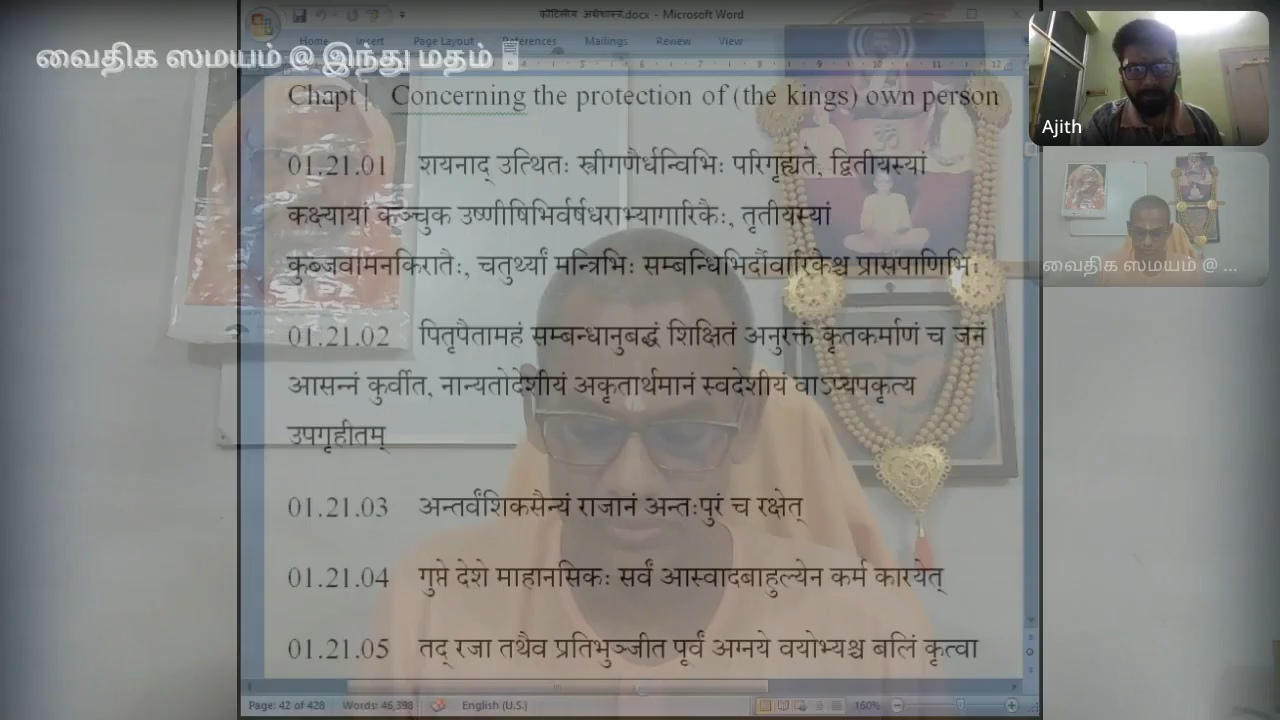 कौटिलीय अर्थशास्त्र.docx - Microsoft Word
Home Insert Page Layout References Mailings Review View
வைதிக ஸமயம் @ இந்து மதம்
Chapt Concerning the protection of (the kings) own person
Ajith
01.21.01 शयनाद् उत्थितः स्त्रीगणैर्धन्विभिः परिगृह्यते, द्वितीयस्यां
कक्ष्यायां कञ्चुक उष्णीषिभिर्वर्षधराभ्यागारिकैः, तृतीयस्यां
कुब्जवामनकिरातैः, चतुर्थ्यां मन्त्रिभिः सम्बन्धिभिर्दौवारिकैश्च प्रासपाणिभिः
வைதிக ஸமயம் @ ...
01.21.02 पितृपैतामहं सम्बन्धानुबद्धं शिक्षितं अनुरक्तं कृतकर्माणं च जनं
आसन्नं कुर्वीत, नान्यतोदेशीयं अकृतार्थमानं स्वदेशीयं वाऽप्यपकृत्य
उपगृहीतम्
01.21.03 अन्तर्वंशिकसैन्यं राजानं अन्तःपुरं च रक्षेत्
01.21.04 गुप्ते देशे माहानसिकः सर्वं आस्वादबाहुल्येन कर्म कारयेत्
01.21.05 तद् रजा तथैव प्रतिभुञ्जीत पूर्वं अग्नये वयोभ्यश्च बलिं कृत्वा
Page: 42 of 428 Words: 46,398 English (U.S.) 160%